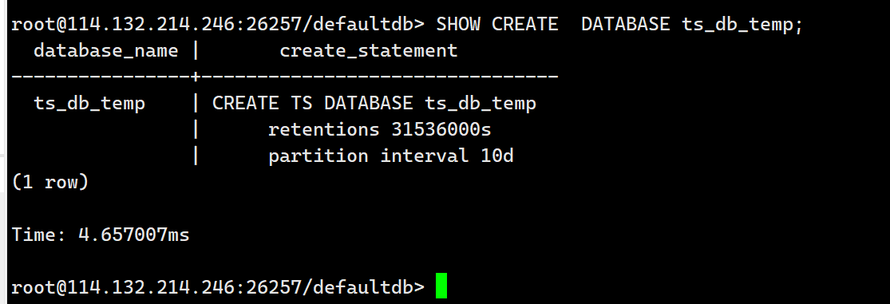 root@114.132.214.246:26257/defaultdb> SHOW CREATE  DATABASE ts_db_temp;
  database_name |       create_statement
----------------+--------------------------------
  ts_db_temp    | CREATE TS DATABASE ts_db_temp
                |      retentions 31536000s
                |      partition interval 10d
(1 row)
Time: 4.657007ms
root@114.132.214.246:26257/defaultdb>